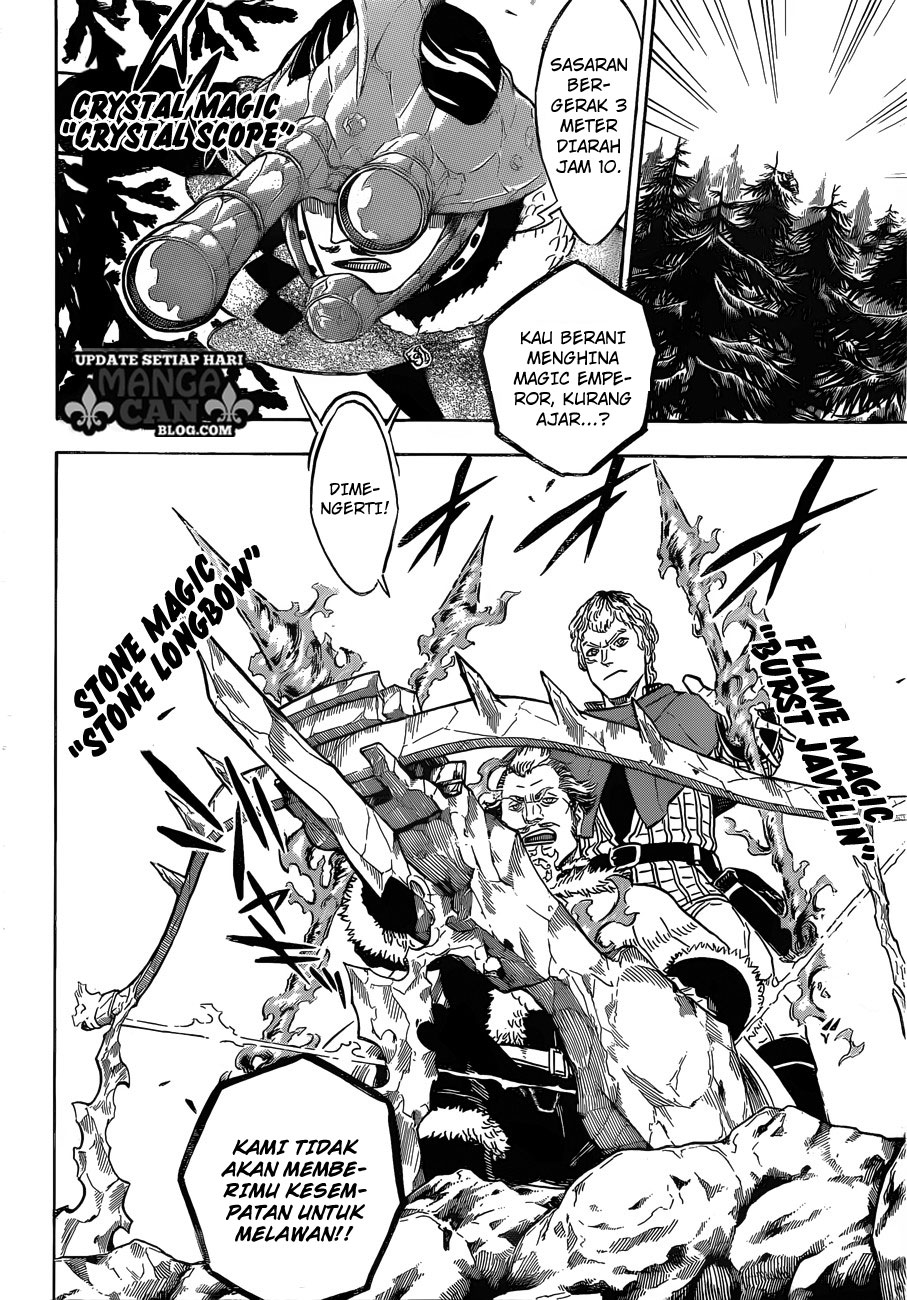 SASARAN
BER-
GERAK 3
METER
DIARAH
JAM 10.
CRYSTAL MAGIC
"CRYSTAL SCOPE"
KAU BERANI
MENGHINA
MAGIC EMPE-
ROR, KURANG
AJAR...?
UPDATE SETIAP HARI
MANGA
CAN
BLOG.COM
DIME-
NGERTI!
FLAME MAGIC
"BURST JAVELIN"
STONE MAGIC
"STONE LONGBOW"
KAMI TIDAK
AKAN MEMBE-
RIMU KESEM-
PATAN UNTUK
MELAWAN!!